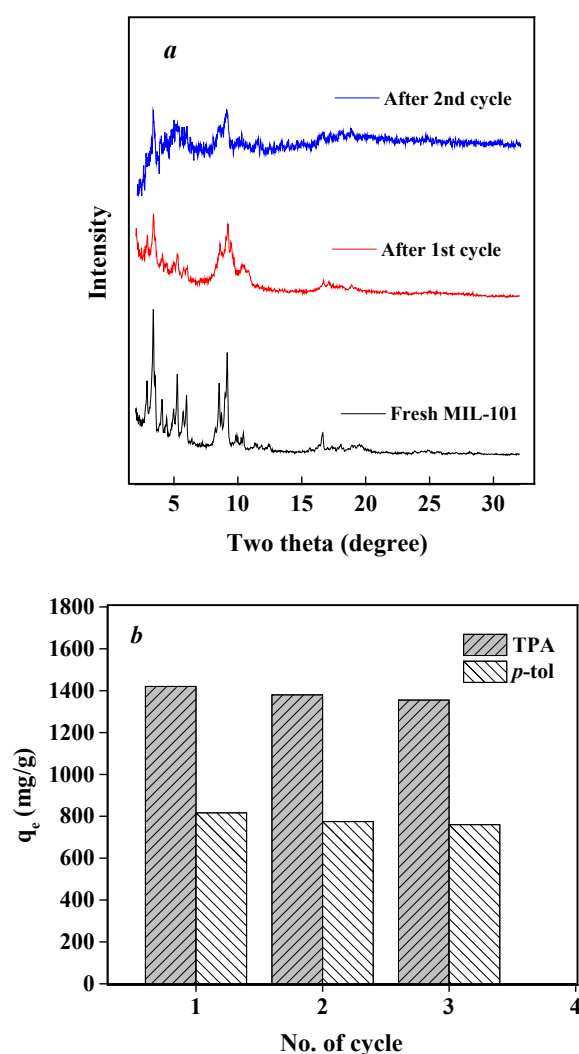 a
After 2nd cycle
After 1st cycle
Fresh MIL-101
Intensity
5 10 15 20 25 30
Two theta (degree)
b
TPA
p-tol
1800
1600
1400
1200
1000
800
600
400
200
0
qe (mg/g)
1 2 3 4
No. of cycle